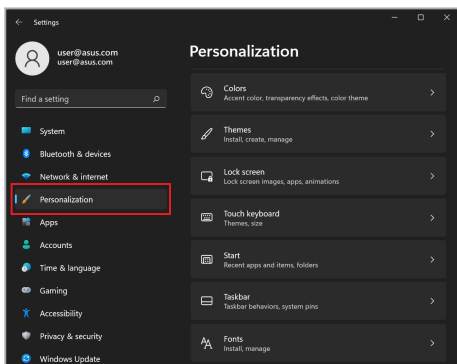 Settings
user@asus.com
user@asus.com
Find a setting
System
Bluetooth & devices
Network & internet
Personalization
Apps
Accounts
Time & language
Gaming
Accessibility
Privacy & security
Windows Update
Personalization
Colors
Accent color, transparency effects, color theme
Themes
Install, create, manage
Lock screen
Lock screen images, apps, animations
Touch keyboard
Themes, size
Start
Recent apps and items, folders
Taskbar
Taskbar behaviors, system pins
Fonts
Install, manage